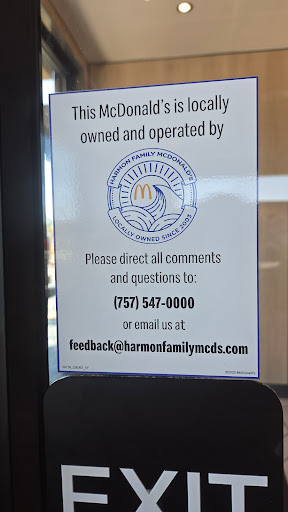 This McDonald's is locally
owned and operated by
HARMON FAMILY MCDONALD'S
LOCALLY OWNED SINCE 2003
Please direct all comments
and questions to:
(757) 547-0000
or email us at
feedback@harmonfamilymcds.com
EXIT